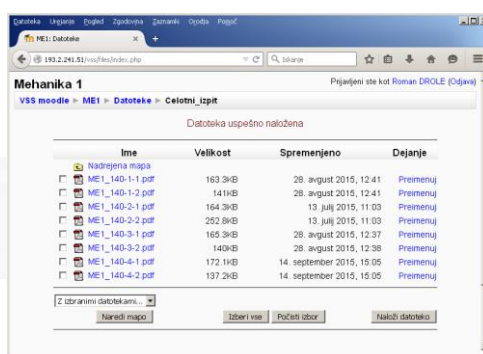 Datoteka Urejanje Pogled Zgodovina Zaznamki Orodja Pomoč
ME1: Datoteke × +
193.2.241.51/vss/files/index.php Iskanje
Mehanika 1 Prijavljeni ste kot Roman DROLE (Odjava)
VSS moodle ► ME1 ► Datoteke ► Celotni_izpit
Datoteka uspešno naložena
Ime Velikost Spremenjeno Dejanje
Nadrejena mapa
ME1_140-1-1.pdf 163.3KB 28. avgust 2015, 12:41 Preimenuj
ME1_140-1-2.pdf 141KB 28. avgust 2015, 12:41 Preimenuj
ME1_140-2-1.pdf 164.3KB 13. julij 2015, 11:03 Preimenuj
ME1_140-2-2.pdf 252.8KB 13. julij 2015, 11:03 Preimenuj
ME1_140-3-1.pdf 165.3KB 28. avgust 2015, 12:37 Preimenuj
ME1_140-3-2.pdf 140KB 28. avgust 2015, 12:38 Preimenuj
ME1_140-4-1.pdf 172.1KB 14. september 2015, 15:05 Preimenuj
ME1_140-4-2.pdf 137.2KB 14. september 2015, 15:05 Preimenuj
Z izbranimi datotekami...
Naredi mapo Izberi vse Počisti izbor Naloži datoteko